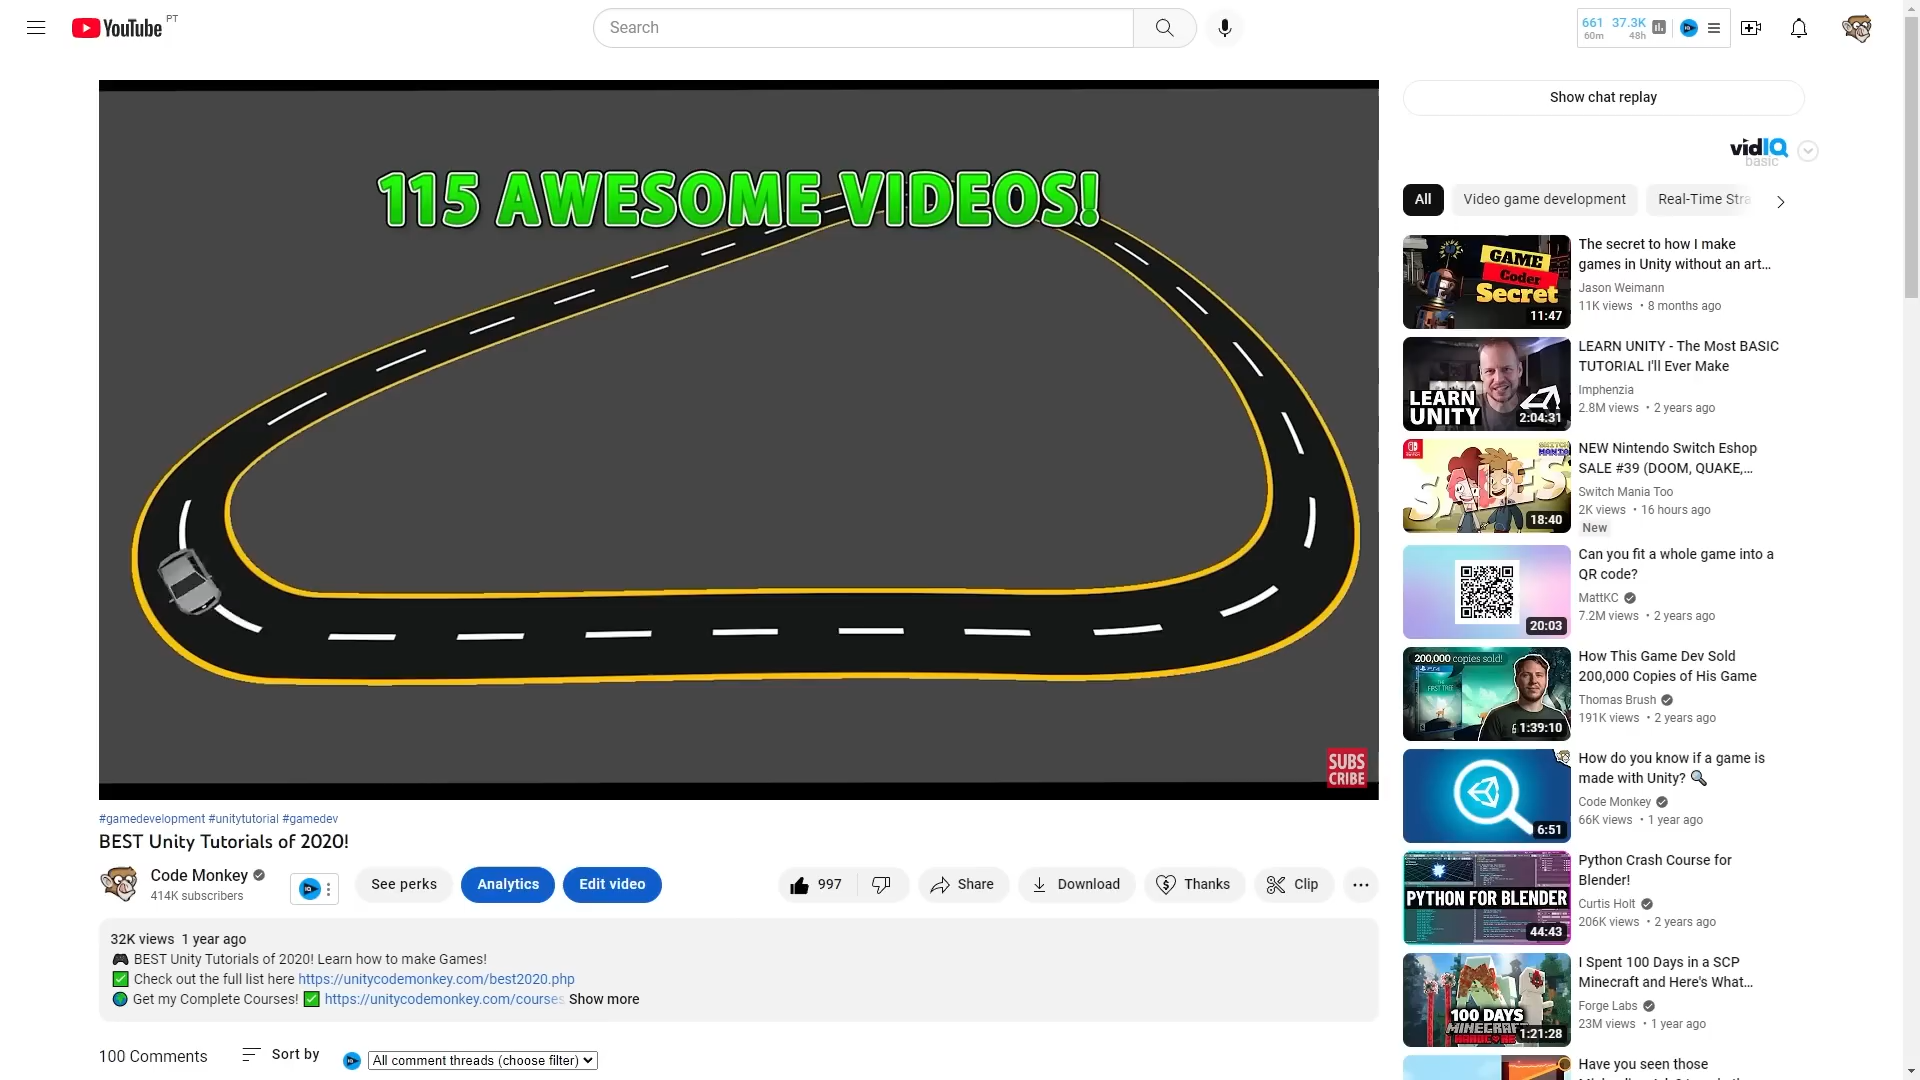 YouTube PT
Search
661 37.3K
60m 48h
115 AWESOME VIDEOS!
SUBS
CRIBE
#gamedevelopment #unitytutorial #gamedev
BEST Unity Tutorials of 2020!
Code Monkey
414K subscribers
See perks
Analytics
Edit video
997
Share
Download
Thanks
Clip
32K views 1 year ago
🎮 BEST Unity Tutorials of 2020! Learn how to make Games!
✅ Check out the full list here https://unitycodemonkey.com/best2020.php
🌍 Get my Complete Courses! ✅ https://unitycodemonkey.com/courses Show more
100 Comments
Sort by
All comment threads (choose filter)
Show chat replay
vidIQ
basic
All
Video game development
Real-Time Stra
GAME
Coder
Secret
11:47
The secret to how I make
games in Unity without an art...
Jason Weimann
11K views • 8 months ago
LEARN
UNITY
2:04:31
LEARN UNITY - The Most BASIC
TUTORIAL I'll Ever Make
Imphenzia
2.8M views • 2 years ago
SWITCH
MANIA
SALES
18:40
NEW Nintendo Switch Eshop
SALE #39 (DOOM, QUAKE,...
Switch Mania Too
2K views • 16 hours ago
New
20:03
Can you fit a whole game into a
QR code?
MattKC
7.2M views • 2 years ago
200,000 copies sold!
PS4
THE
FIRST TREE
1:39:10
How This Game Dev Sold
200,000 Copies of His Game
Thomas Brush
191K views • 2 years ago
6:51
How do you know if a game is
made with Unity? 🔍
Code Monkey
66K views • 1 year ago
PYTHON FOR BLENDER
44:43
Python Crash Course for
Blender!
Curtis Holt
206K views • 2 years ago
100 DAYS
MINECRAFT
HARDCORE
1:21:28
I Spent 100 Days in a SCP
Minecraft and Here's What...
Forge Labs
23M views • 1 year ago
Have you seen those